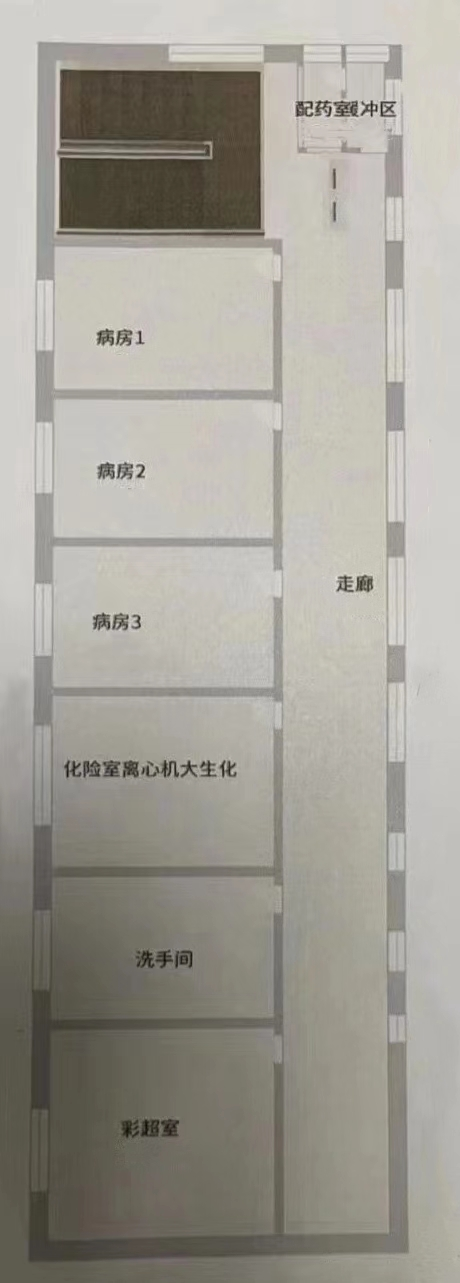 配药室缓冲区
病房1
病房2
病房3
走廊
化险室离心机大生化
洗手间
彩超室